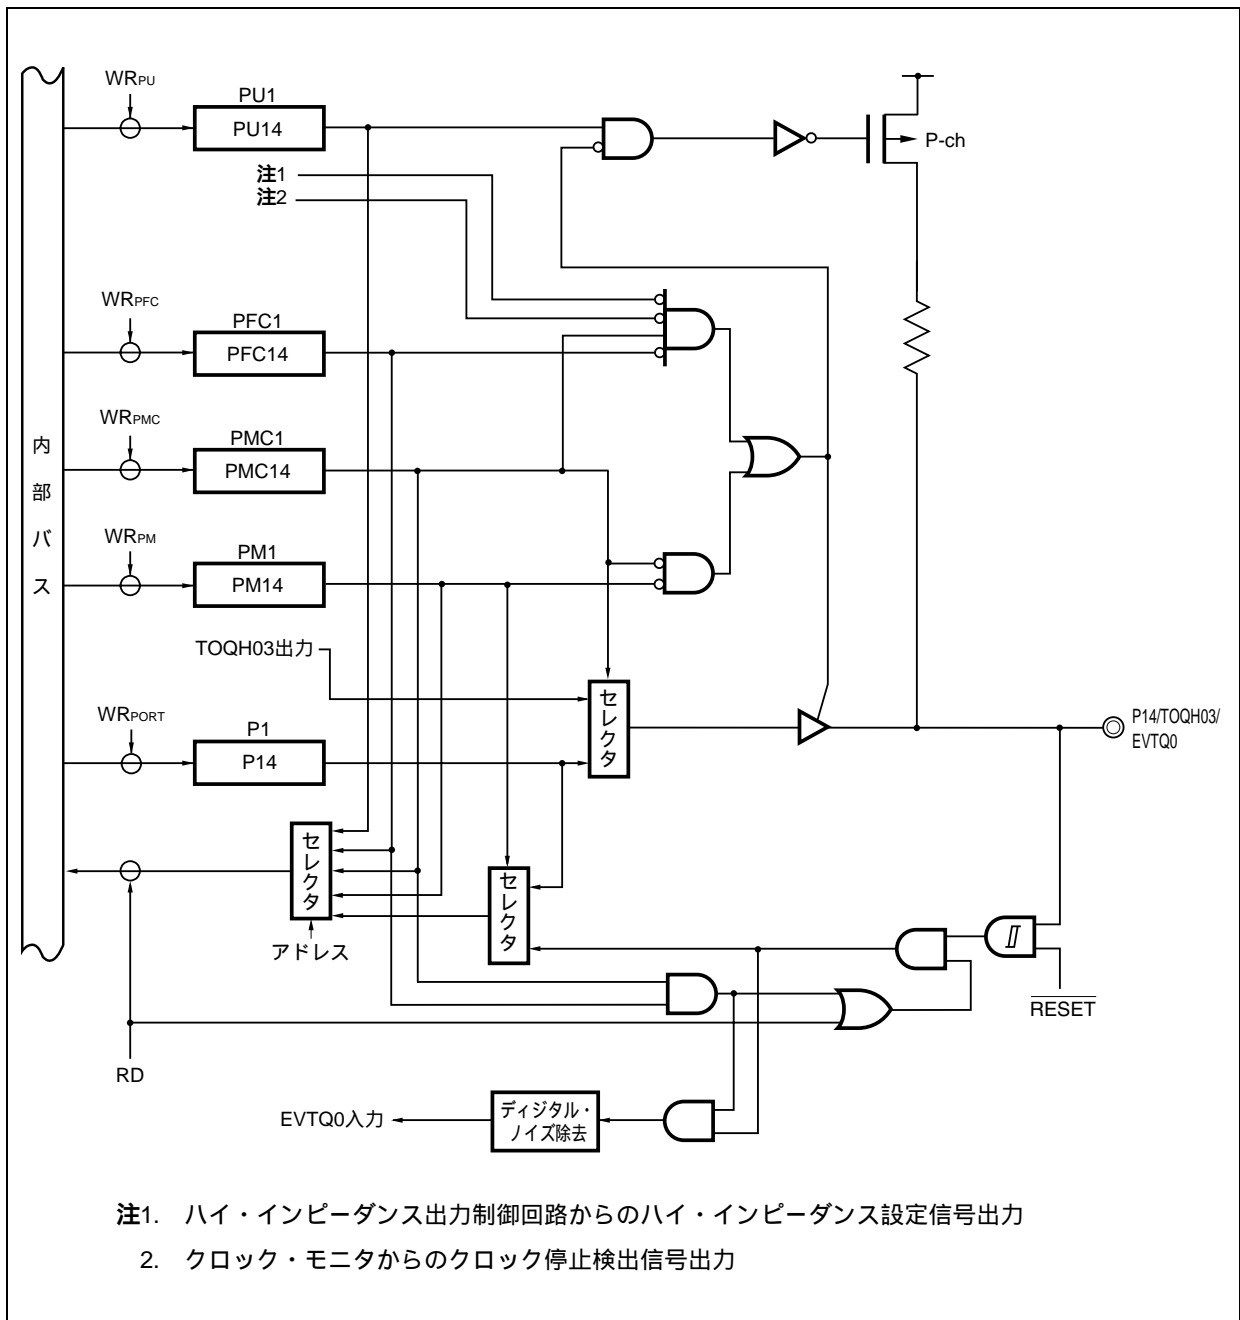 WRPU
PU1
PU14
P-ch
注1
注2
WRPFC
PFC1
PFC14
WRPMC
PMC1
PMC14
内部バス
WRPM
PM1
PM14
TOQH03出力
セレクタ
WRPORT
P1
P14
P14/TOQH03/
EVTQ0
セレクタ
セレクタ
アドレス
RESET
RD
EVTQ0入力
ディジタル・
ノイズ除去
注1. ハイ・インピーダンス出力制御回路からのハイ・インピーダンス設定信号出力
2. クロック・モニタからのクロック停止検出信号出力